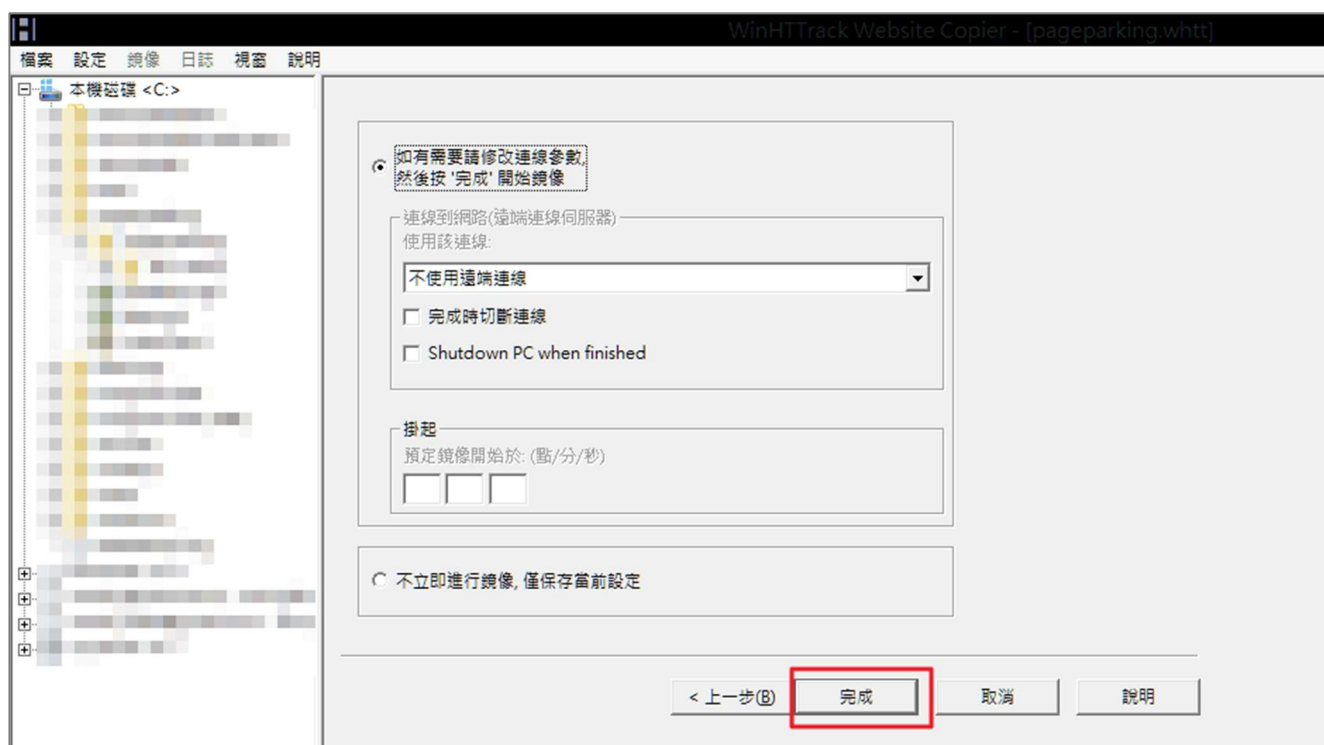 WinHTTrack Website Copier - [pageparking.whtt]
檔案 設定 鏡像 日誌 視窗 說明
本機磁碟 <C:>
如有需要請修改連線參數,
然後按 '完成' 開始鏡像
連線到網路(遠端連線伺服器)
使用該連線:
不使用遠端連線
完成時切斷連線
Shutdown PC when finished
掛起
預定鏡像開始於: (點/分/秒)
不立即進行鏡像, 僅保存當前設定
< 上一步(B) 完成 取消 說明